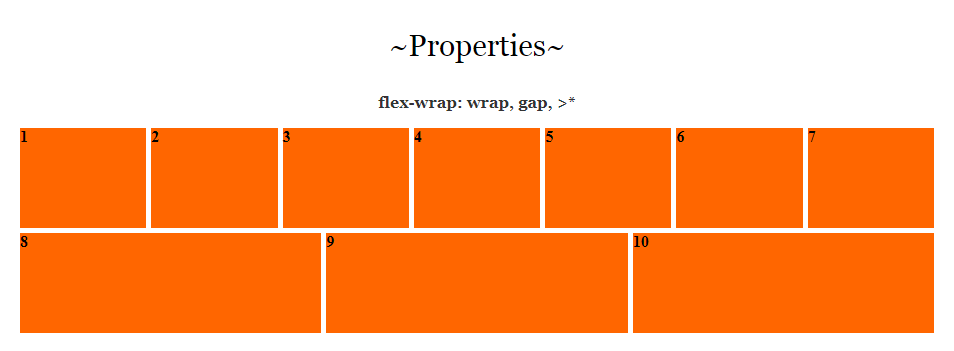 ~Properties~
flex-wrap: wrap, gap, >*
1 2 3 4 5 6 7
8 9 10